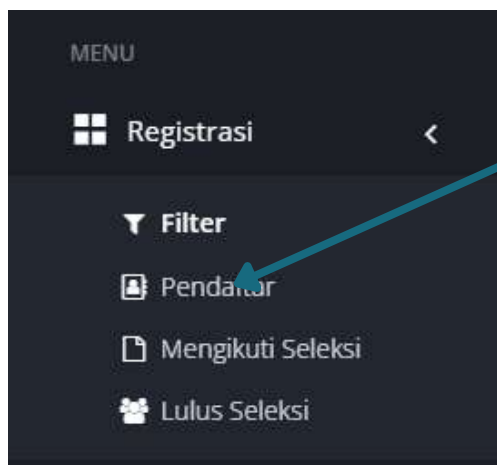 MENU
Registrasi
Filter
Pendaftar
Mengikuti Seleksi
Lulus Seleksi